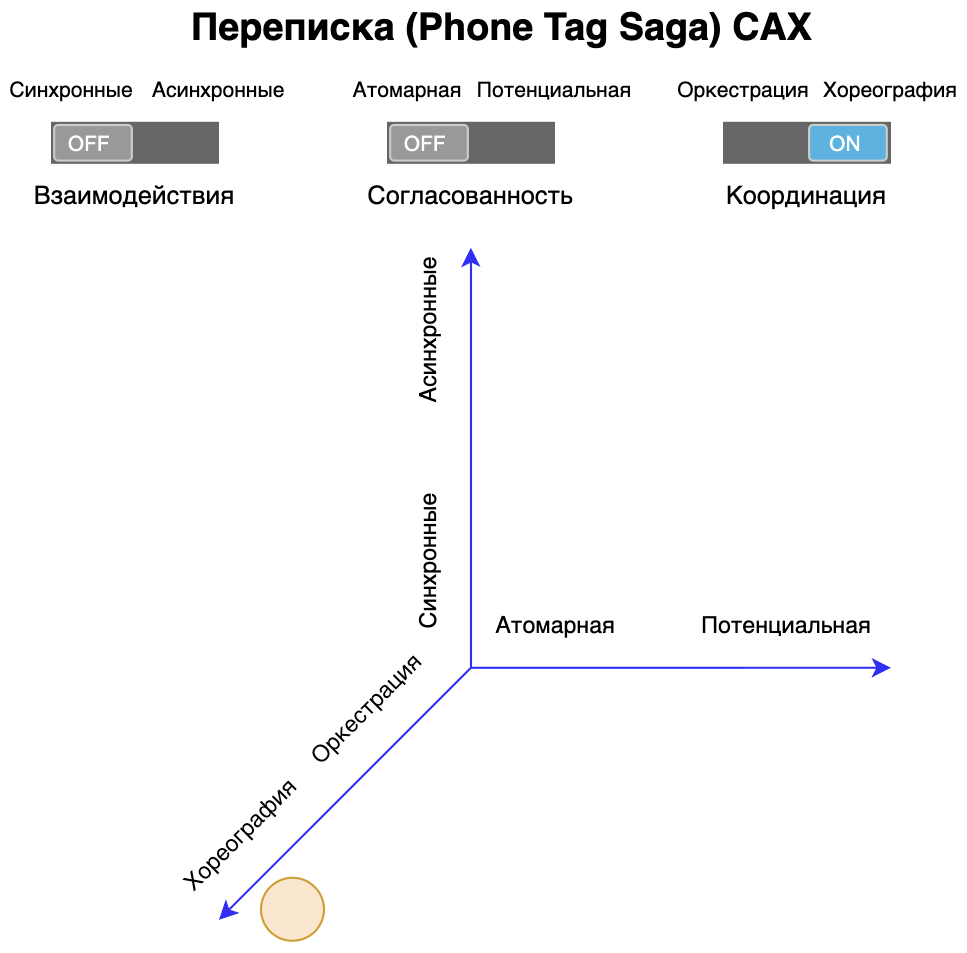 Переписка (Phone Tag Saga) САХ
Синхронные Асинхронные
Атомарная Потенциальная
Оркестрация Хореография
OFF
OFF
ON
Взаимодействия
Согласованность
Координация
Асинхронные
Синхронные
Атомарная
Потенциальная
Оркестрация
Хореография